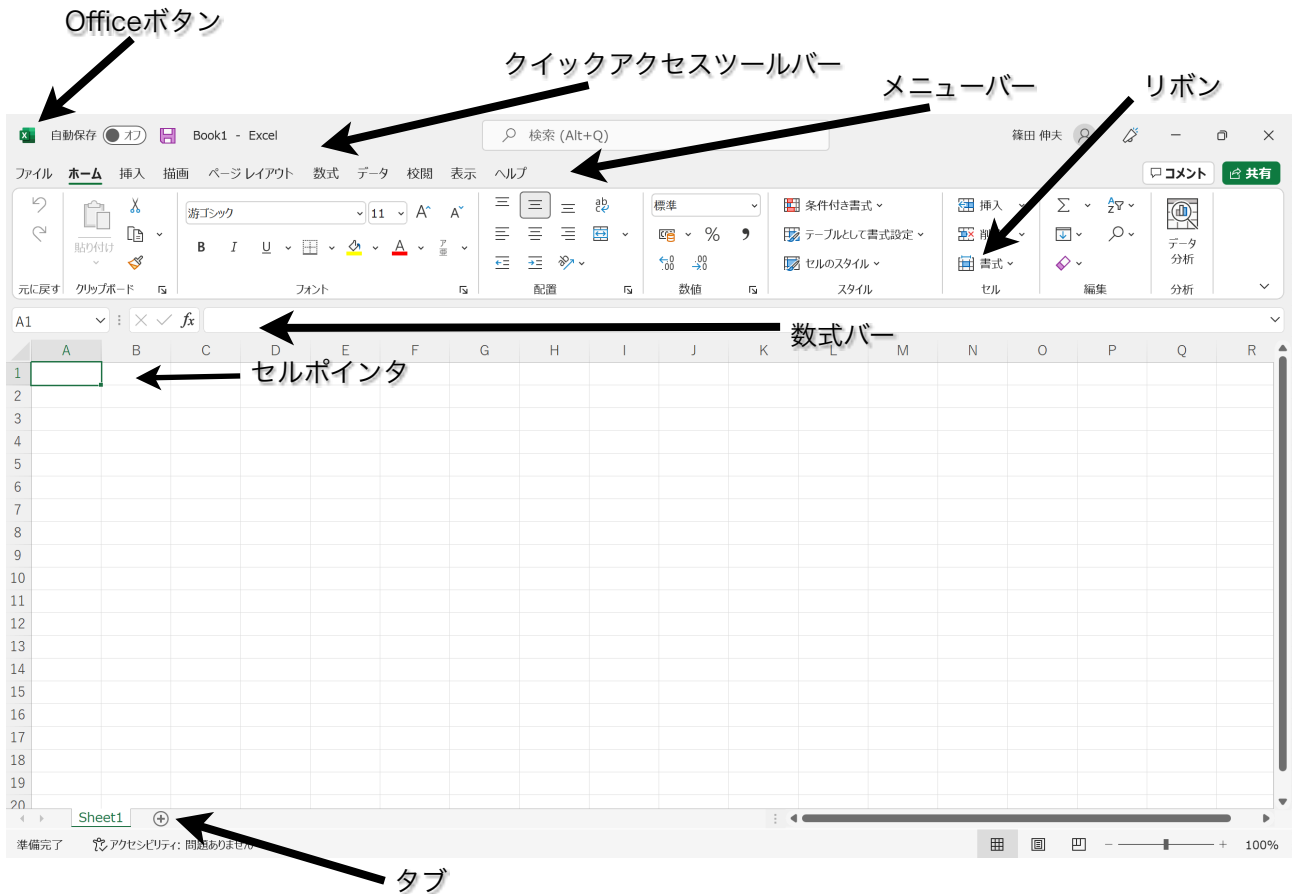 Officeボタン
クイックアクセスツールバー
メニューバー
リボン
自動保存 オフ Book1 - Excel 検索 (Alt+Q) 篠田 伸夫
ファイル ホーム 挿入 描画 ページ レイアウト 数式 データ 校閲 表示 ヘルプ コメント 共有
貼り付け
游ゴシック 11
B I U A ア 亜
ab
標準
% 9
条件付き書式
テーブルとして書式設定
セルのスタイル
挿入
書式
データ
分析
元に戻す クリップボード フォント 配置 数値 スタイル セル 編集 分析
A1 fx
数式バー
A B C D E F G H I J K L M N O P Q R
セルポインタ
1
2
3
4
5
6
7
8
9
10
11
12
13
14
15
16
17
18
19
20
Sheet1
準備完了 アクセシビリティ: 問題ありません 100%
タブ